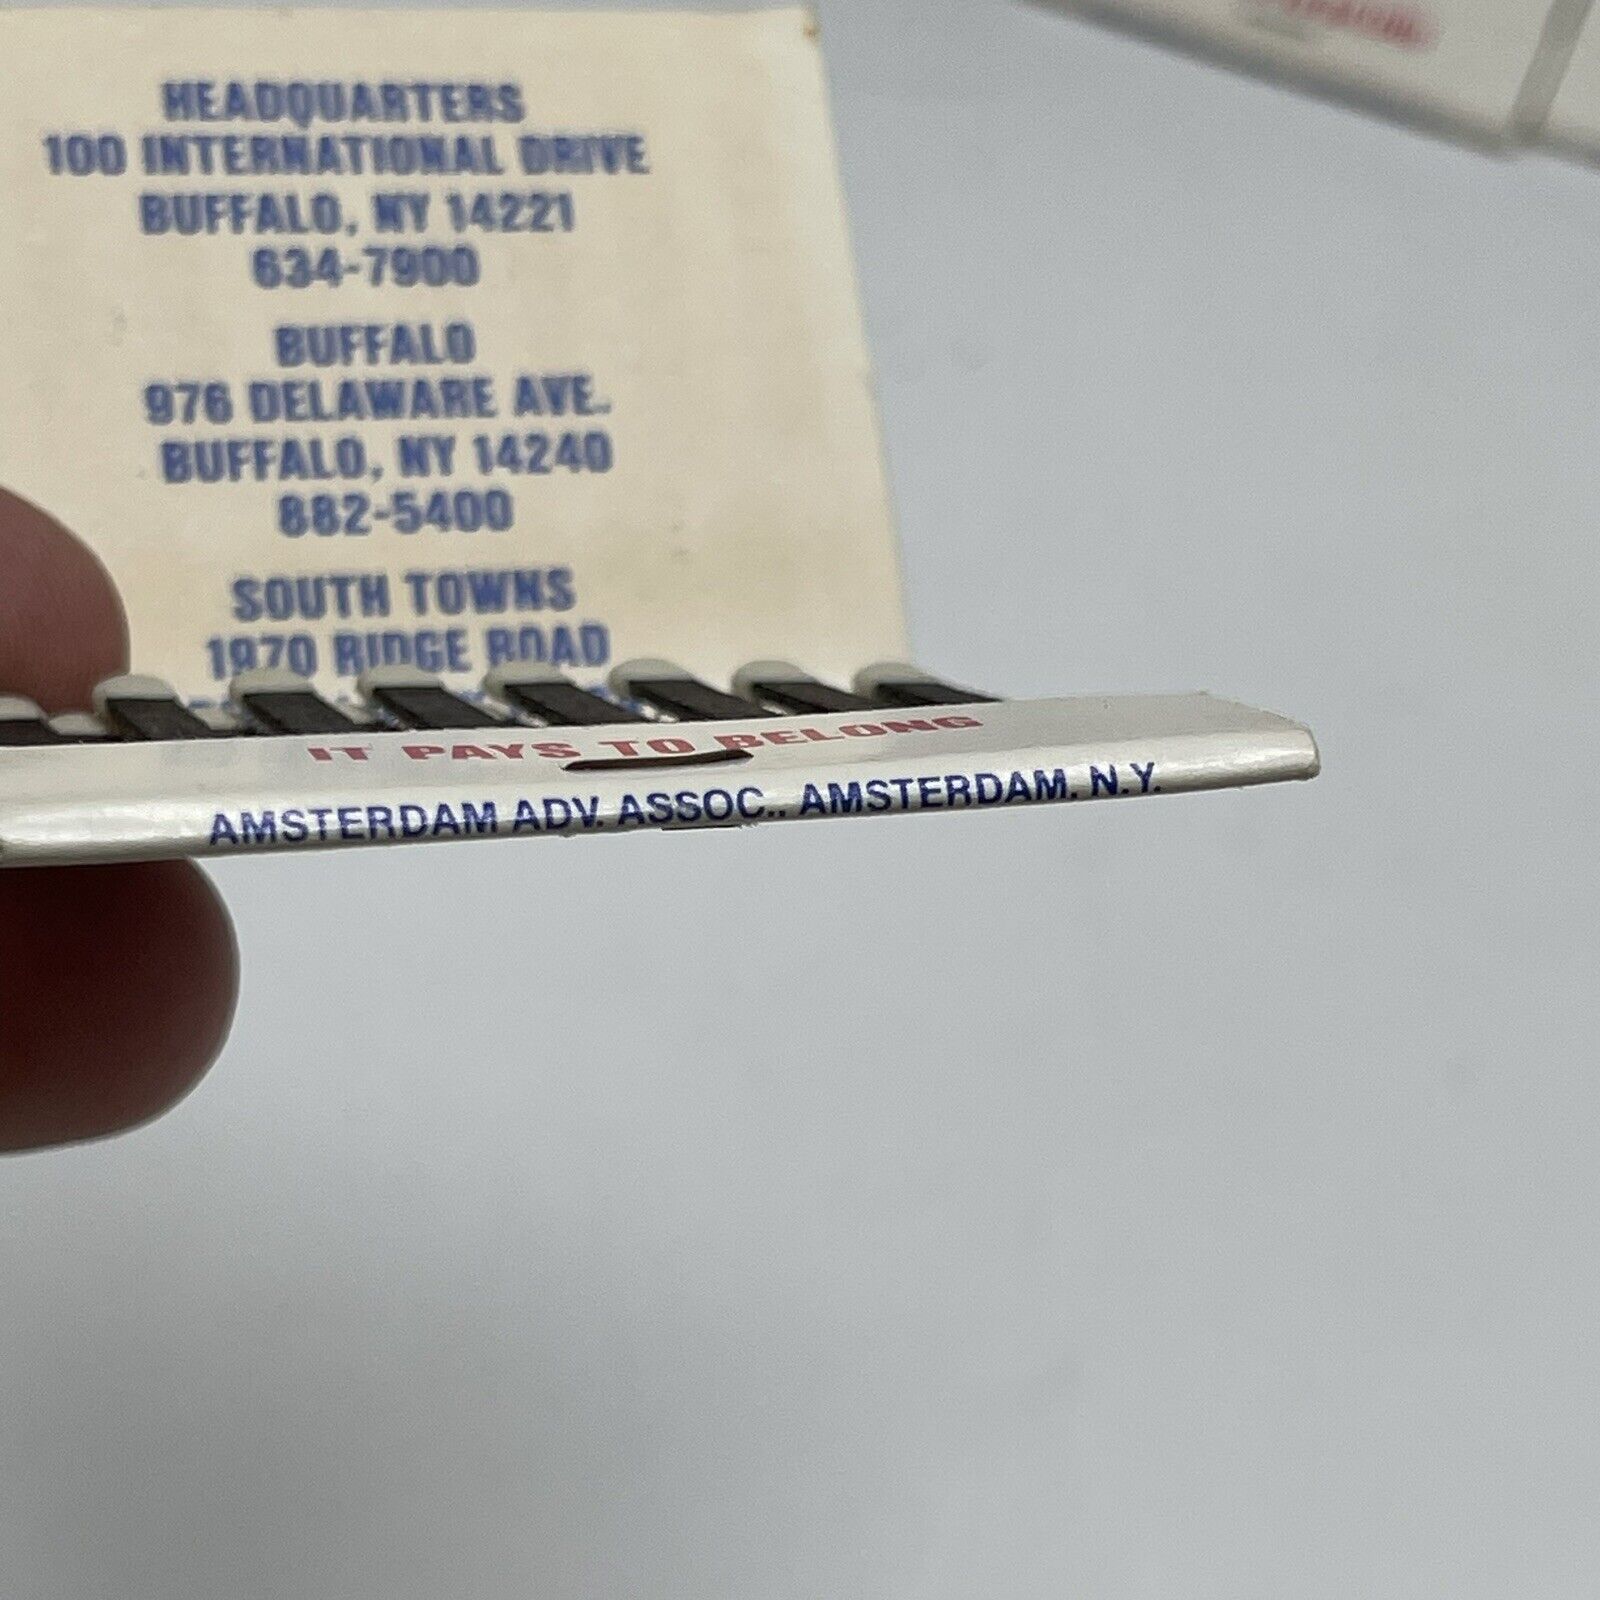 HEADQUARTERS
100 INTERNATIONAL DRIVE
BUFFALO, NY 14221
634-7900
BUFFALO
976 DELAWARE AVE.
BUFFALO, NY 14240
882-5400
SOUTH TOWNS
1970 RIDGE ROAD
IT PAYS TO BELONG
AMSTERDAM ADV. ASSOC., AMSTERDAM, N.Y.